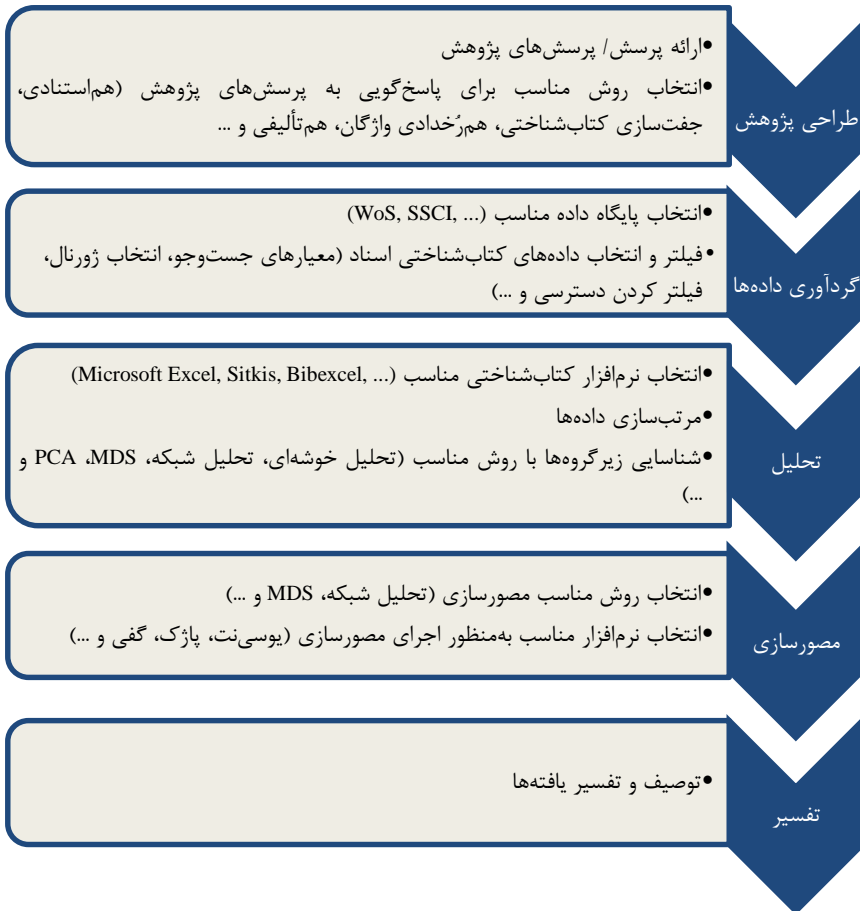 طراحی پژوهش
•ارائه پرسش/ پرسش‌های پژوهش
•انتخاب روش مناسب برای پاسخ‌گویی به پرسش‌های پژوهش (هم‌استنادی،
جفت‌سازی کتاب‌شناختی، هم‌رُخدادی واژگان، هم‌تألیفی و ...
گردآوری داده‌ها
•انتخاب پایگاه داده مناسب (WoS, SSCI, ...)
•فیلتر و انتخاب داده‌های کتاب‌شناختی اسناد (معیارهای جست‌وجو، انتخاب ژورنال،
فیلتر کردن دسترسی و ...)
تحلیل
•انتخاب نرم‌افزار کتاب‌شناختی مناسب (Microsoft Excel, Sitkis, Bibexcel, ...)
•مرتب‌سازی داده‌ها
•شناسایی زیرگروه‌ها با روش مناسب (تحلیل خوشه‌ای، تحلیل شبکه، MDS، PCA و
...)
مصورسازی
•انتخاب روش مناسب مصورسازی (تحلیل شبکه، MDS و ...)
•انتخاب نرم‌افزار مناسب به‌منظور اجرای مصورسازی (یوسی‌نت، پاژک، گفی و ...)
تفسیر
•توصیف و تفسیر یافته‌ها